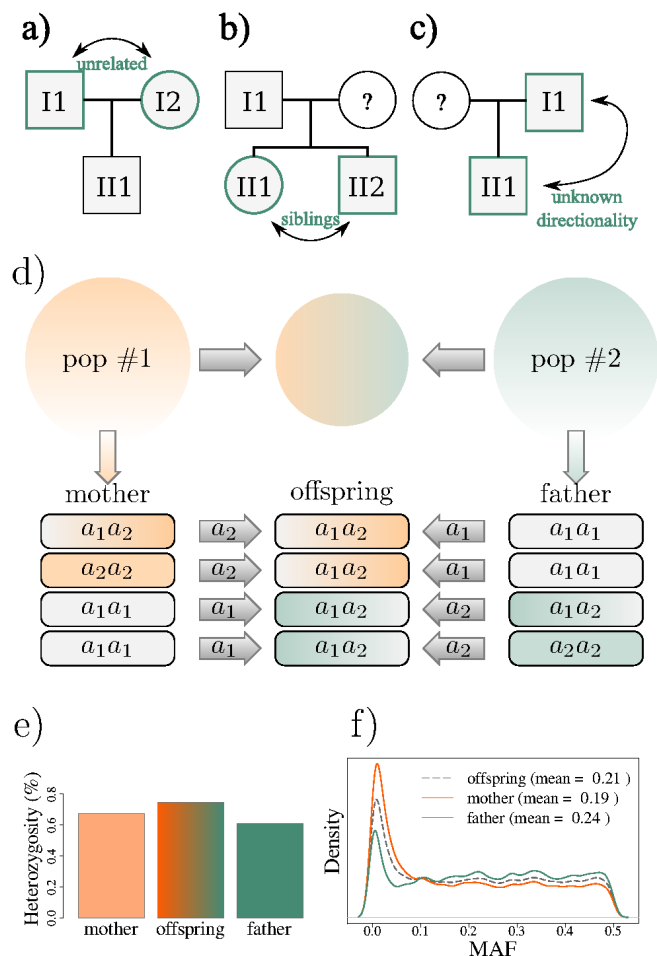 a)
b)
c)
unrelated
I1
I2
I1
?
?
I1
II1
II1
II2
II1
siblings
unknown
directionality
d)
pop #1
pop #2
mother
offspring
father
a₁a₂
a₂
a₁a₂
a₁
a₁a₁
a₂a₂
a₂
a₁a₂
a₁
a₁a₁
a₁a₁
a₁
a₁a₂
a₂
a₁a₂
a₁a₁
a₁
a₁a₂
a₂
a₂a₂
e)
Heterozygosity (%)
0.8
0.6
0.4
0.2
0.0
mother
offspring
father
f)
Density
offspring (mean = 0.21 )
mother (mean = 0.19 )
father (mean = 0.24 )
0.0
0.1
0.2
0.3
0.4
0.5
MAF